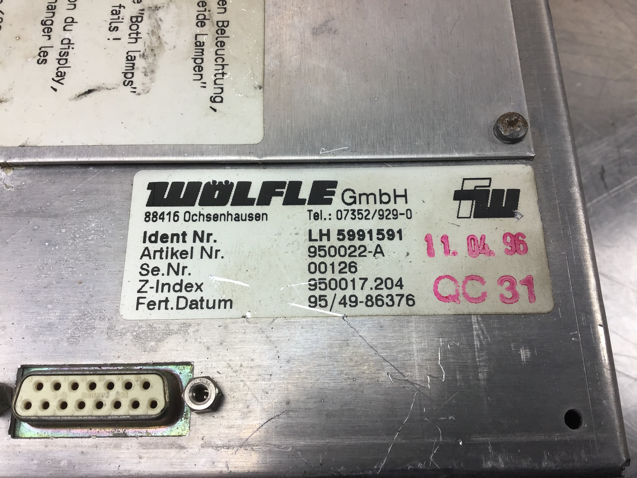 en Beleuchtung,
eide Lampen"
e "Both lamps"
fails!
on du display,
hanger les
WÖLFLE GmbH
88416 Ochsenhausen Tel.: 07352/929-0
TW
Ident Nr. LH 5991591
Artikel Nr. 950022-A
Se.Nr. 00126
Z-Index 950017.204
Fert.Datum 95/49-86376
11. 04. 96
QC 31